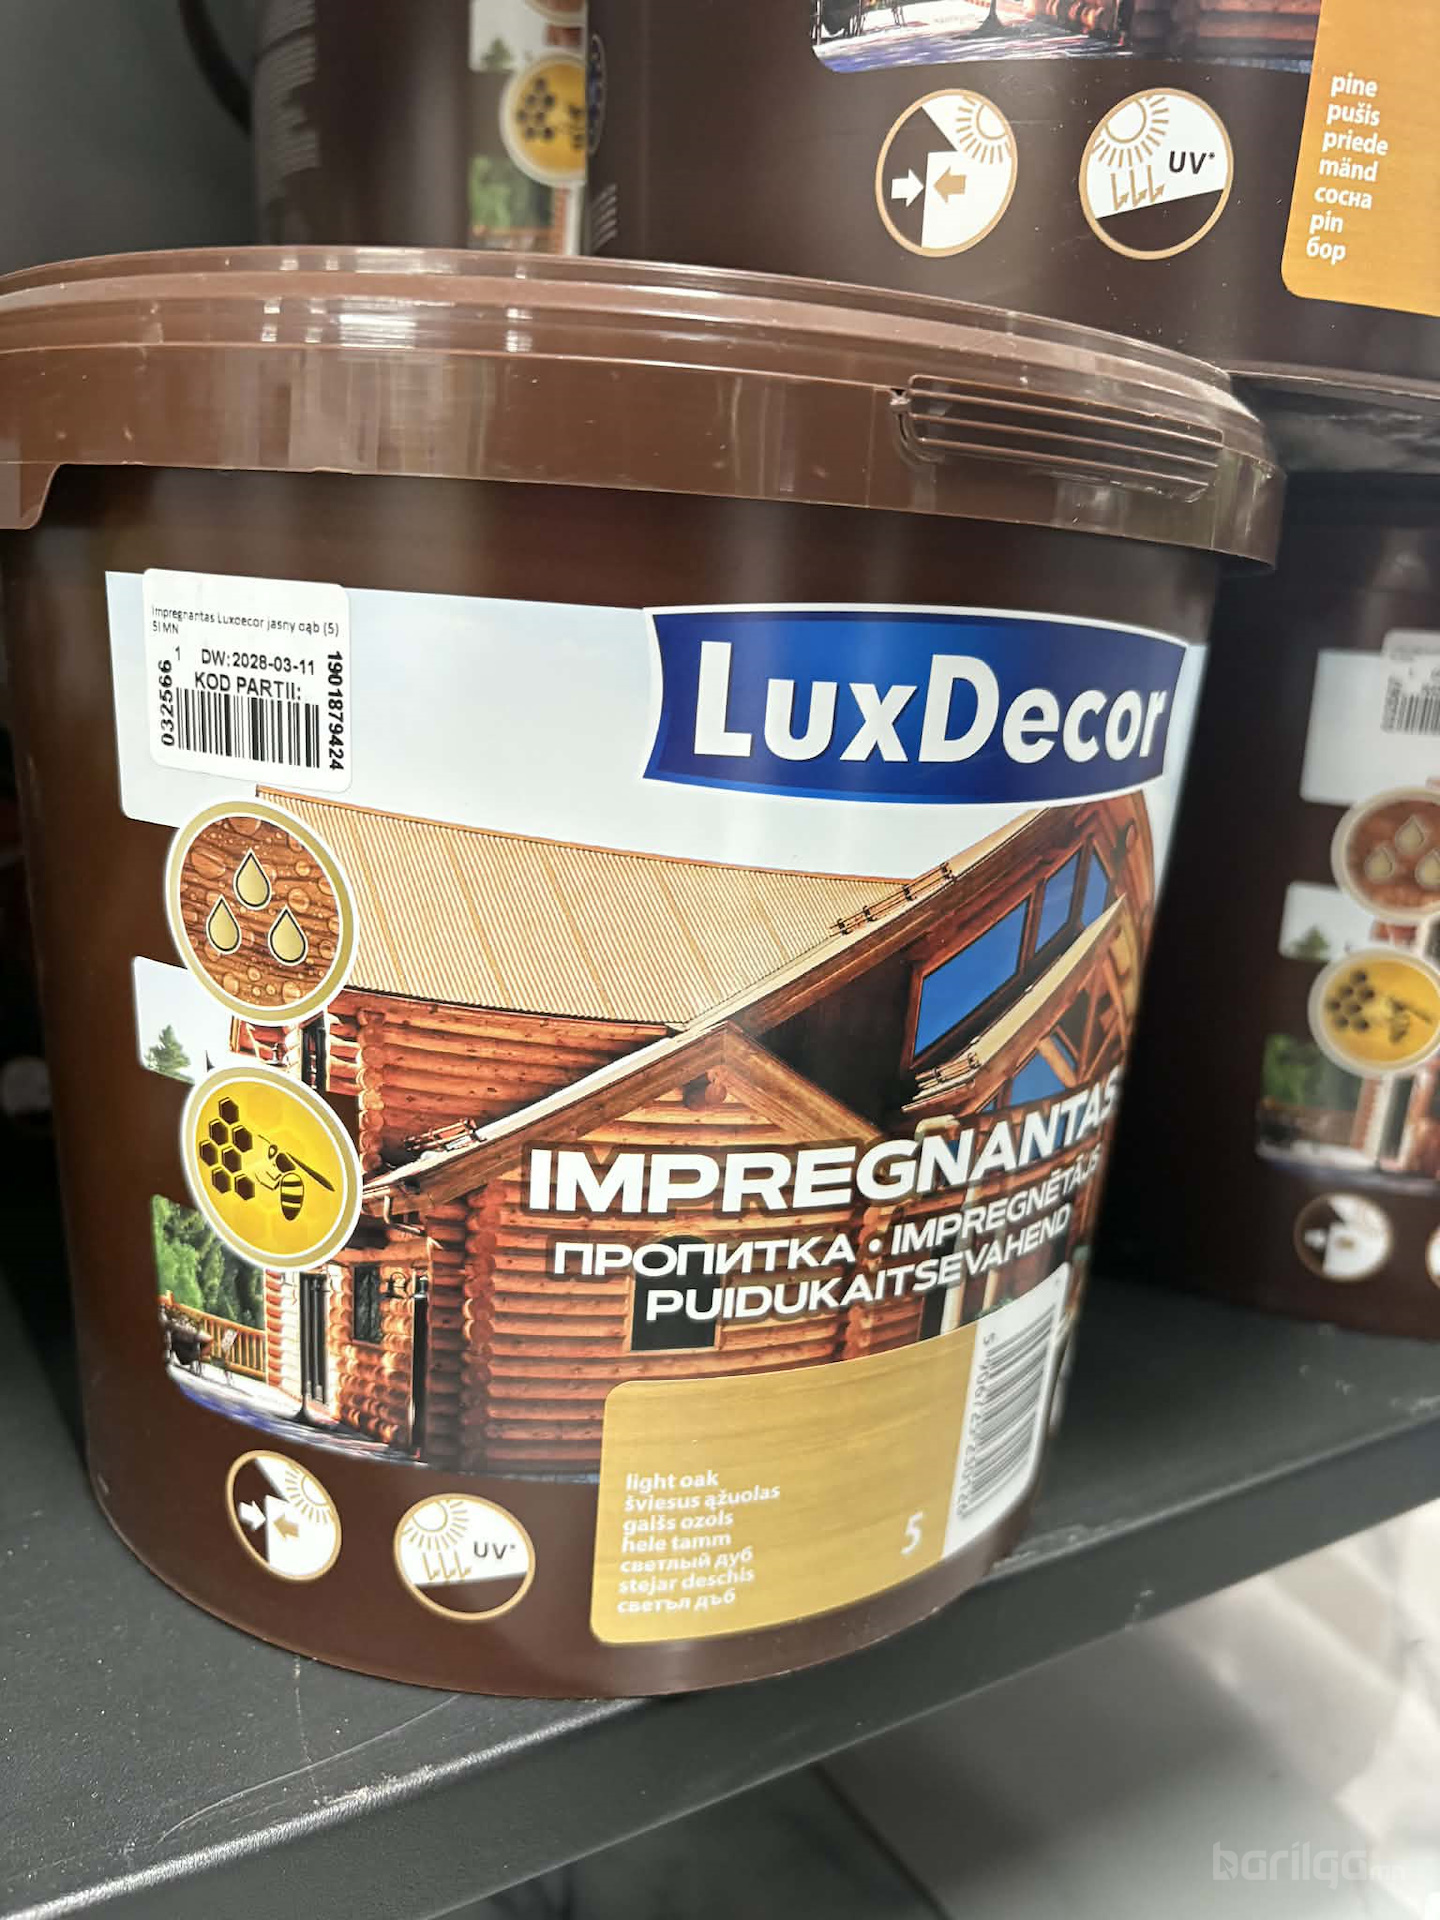 UV*
pine
pušis
priede
mänd
сосна
pin
бор
Impregnantas Luxdecor jasny dąb (5)
5l MN
1
DW:2028-03-11
KOD PARTII:
032566
1901879424
LuxDecor
IMPREGNANTAS
ПРОПИТКА • IMPREGNĒTĀJS
PUIDUKAITSEVAHEND
light oak
šviesus ąžuolas
gaišs ozols
hele tamm
светлый дуб
stejar deschis
светъл дъб
5
UV*
barilga.mn